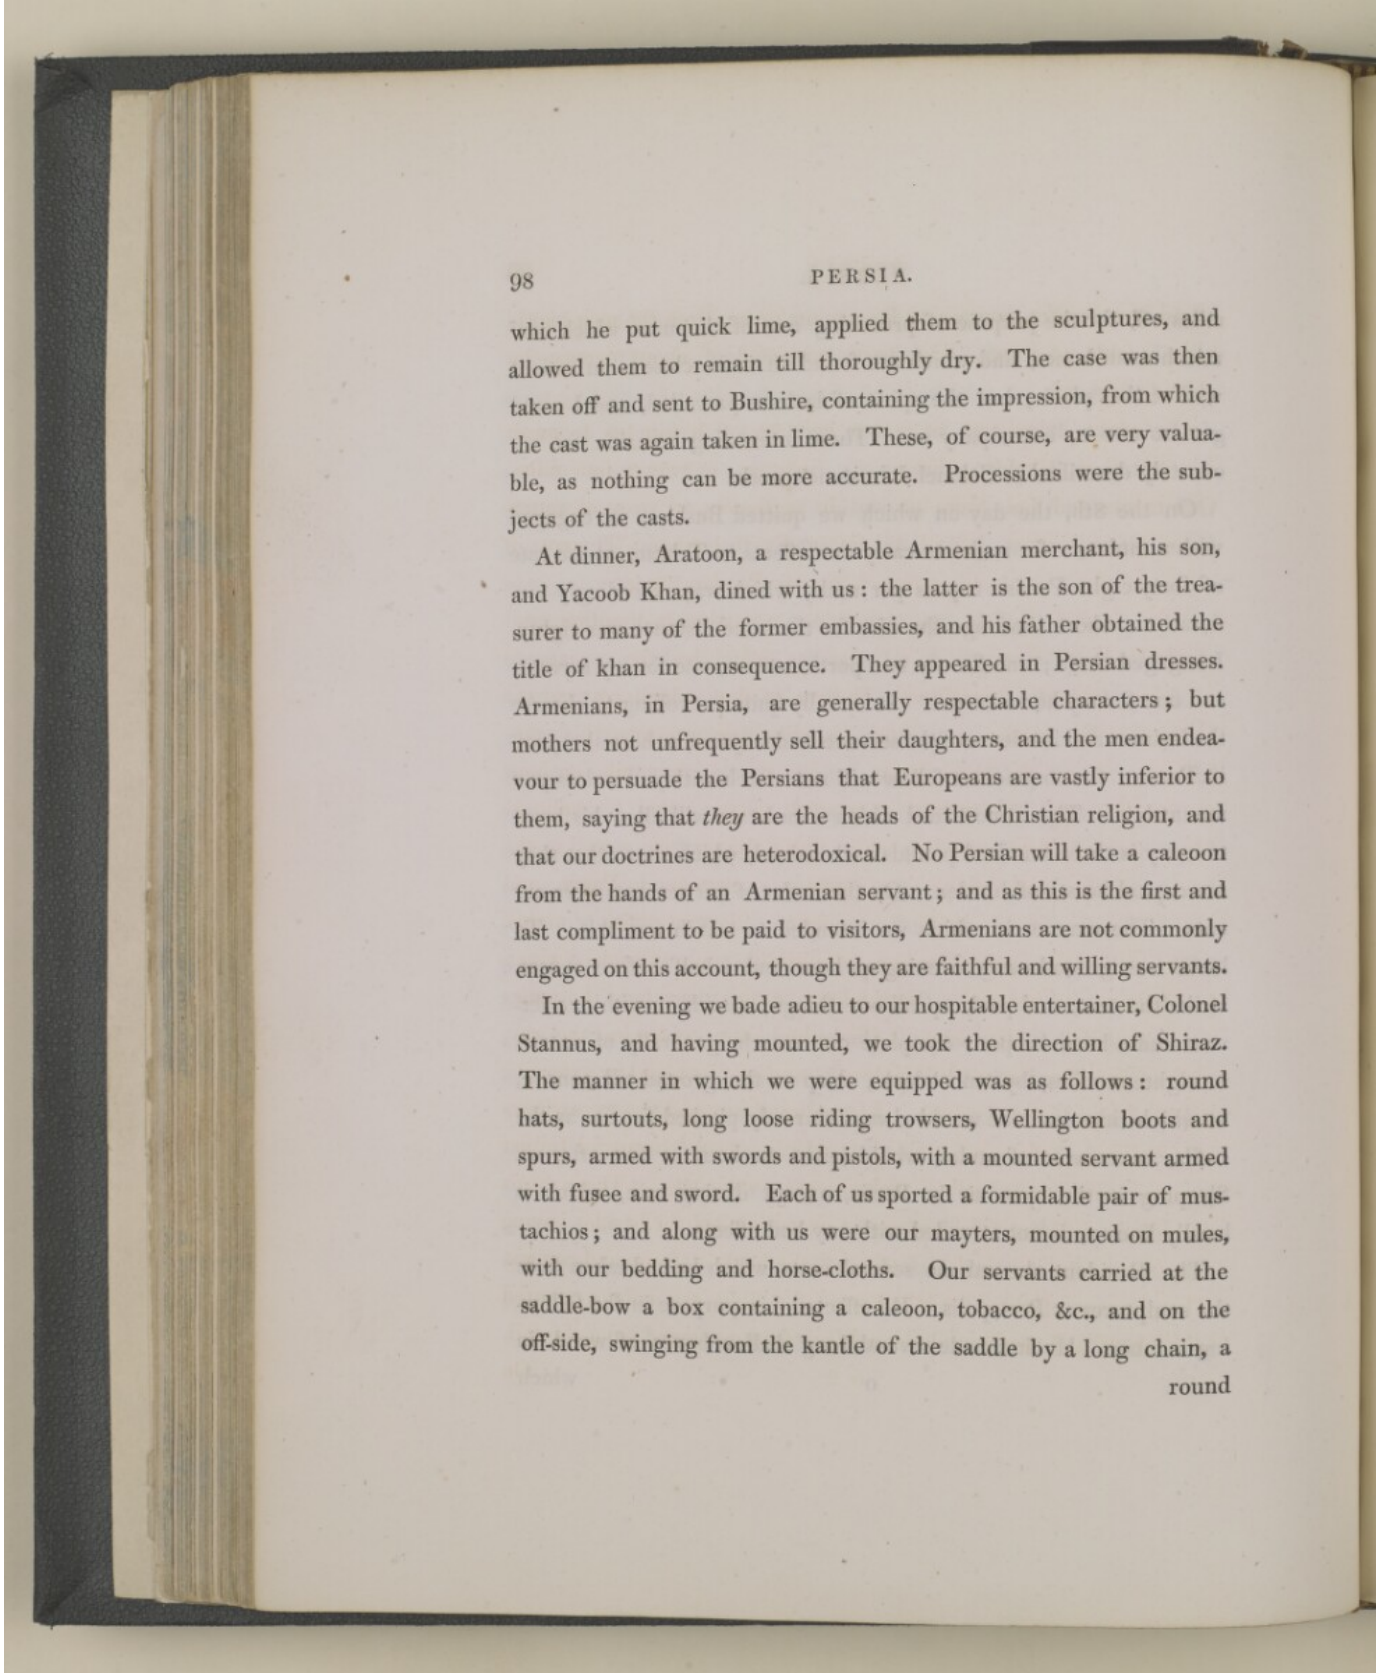 98
PERSIA.
which he put quick lime, applied them to the sculptures, and
allowed them to remain till thoroughly dry. The case was then
taken off and sent to Bushire, containing the impression, from which
the cast was again taken in lime. These, of course, are very valua-
ble, as nothing can be more accurate. Processions were the sub-
jects of the casts.
At dinner, Aratoon, a respectable Armenian merchant, his son,
and Yacoob Khan, dined with us : the latter is the son of the trea-
surer to many of the former embassies, and his father obtained the
title of khan in consequence. They appeared in Persian dresses.
Armenians, in Persia, are generally respectable characters ; but
mothers not unfrequently sell their daughters, and the men endea-
vour to persuade the Persians that Europeans are vastly inferior to
them, saying that they are the heads of the Christian religion, and
that our doctrines are heterodoxical. No Persian will take a caleoon
from the hands of an Armenian servant ; and as this is the first and
last compliment to be paid to visitors, Armenians are not commonly
engaged on this account, though they are faithful and willing servants.
In the evening we bade adieu to our hospitable entertainer, Colonel
Stannus, and having mounted, we took the direction of Shiraz.
The manner in which we were equipped was as follows : round
hats, surtouts, long loose riding trowsers, Wellington boots and
spurs, armed with swords and pistols, with a mounted servant armed
with fusee and sword. Each of us sported a formidable pair of mus-
tachios ; and along with us were our mayters, mounted on mules,
with our bedding and horse-cloths. Our servants carried at the
saddle-bow a box containing a caleoon, tobacco, &c., and on the
off-side, swinging from the kantle of the saddle by a long chain, a
round